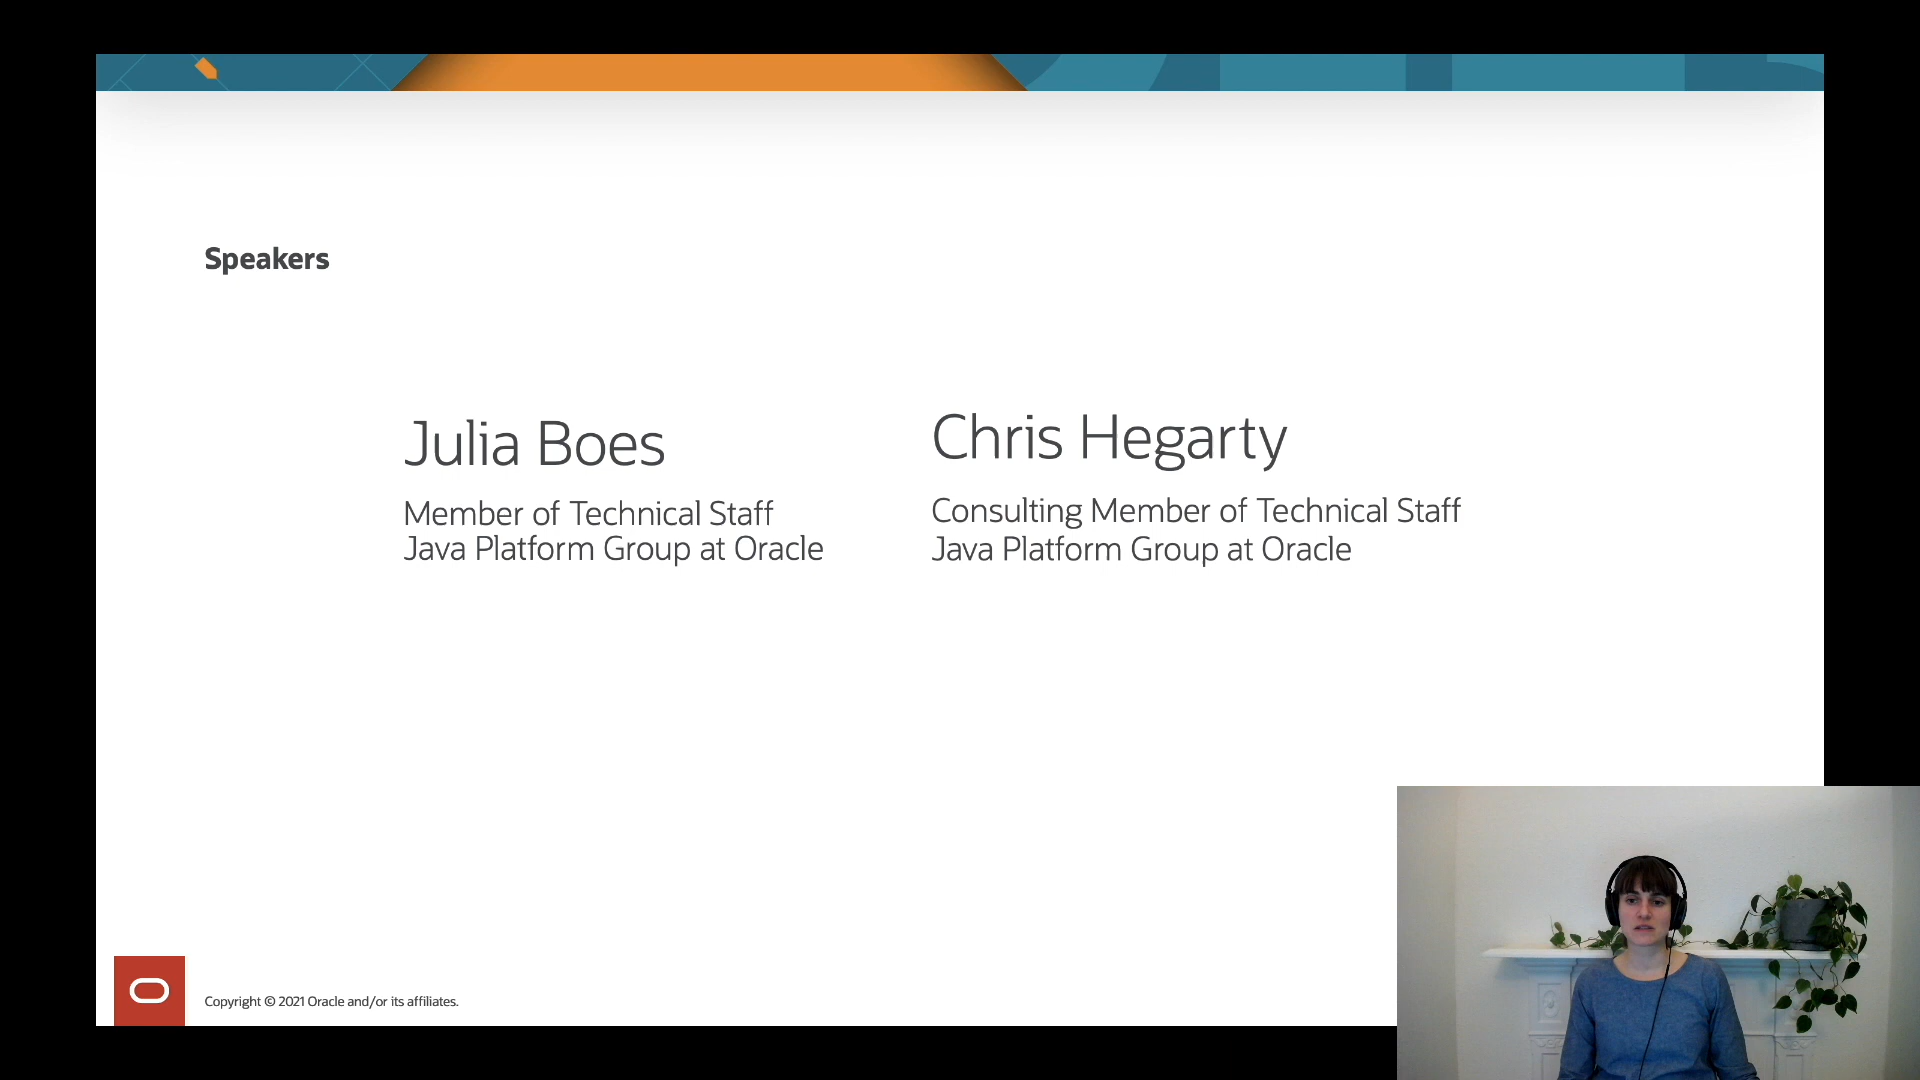 Speakers
Julia Boes
Member of Technical Staff
Java Platform Group at Oracle
Chris Hegarty
Consulting Member of Technical Staff
Java Platform Group at Oracle
Copyright © 2021 Oracle and/or its affiliates.